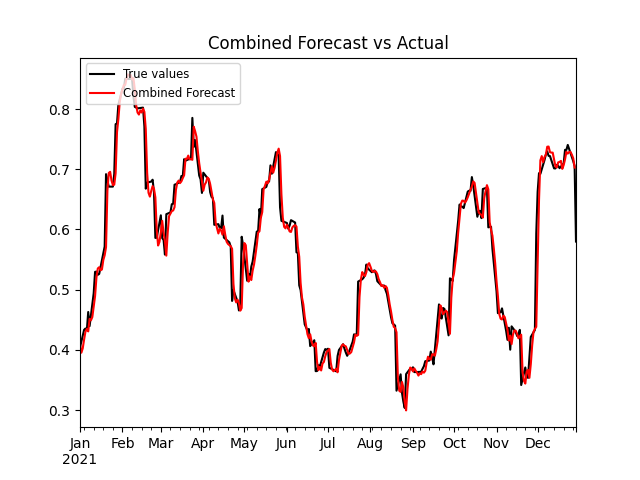 Combined Forecast vs Actual
True values
Combined Forecast
0.8
0.7
0.6
0.5
0.4
0.3
Jan Feb Mar Apr May Jun Jul Aug Sep Oct Nov Dec
2021